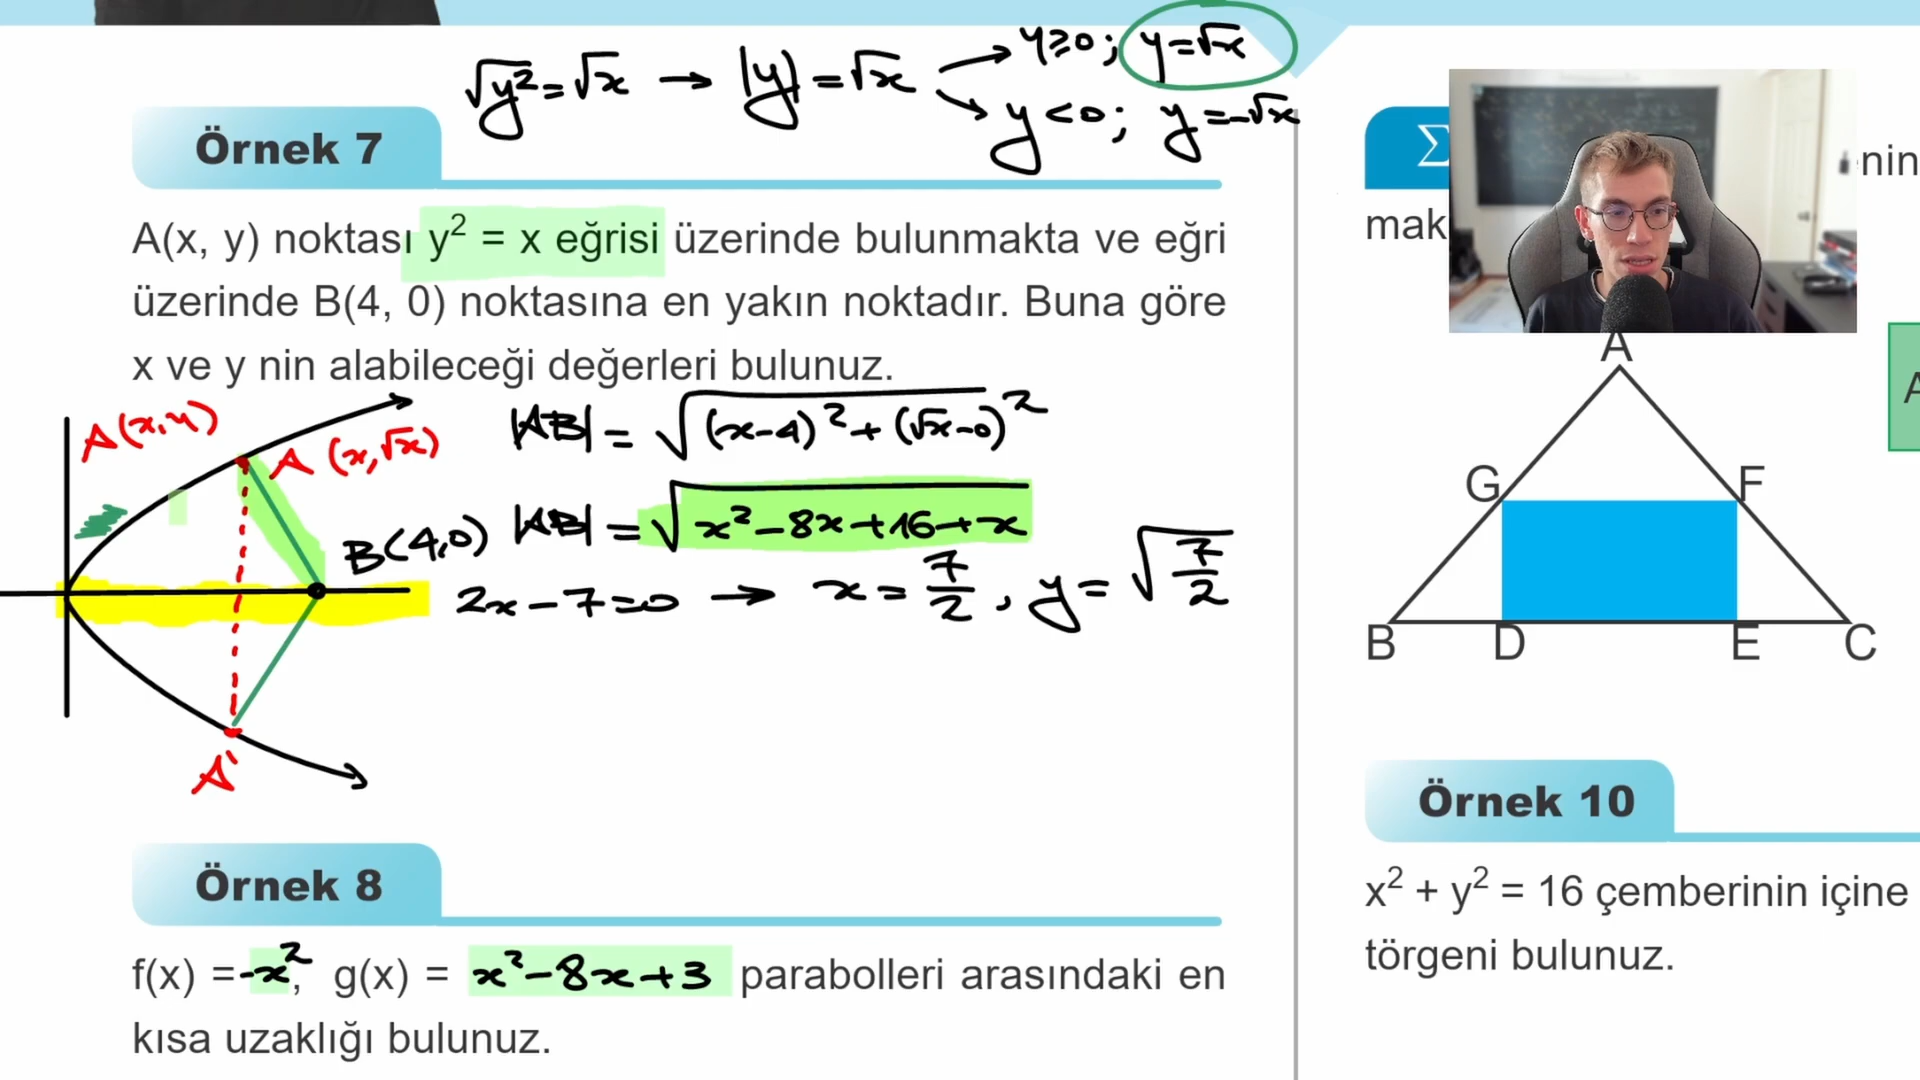 √y² = √x → |y| = √x
y≥0; y=√x
y<0; y=-√x
Örnek 7
A(x, y) noktası y² = x eğrisi üzerinde bulunmakta ve eğri
üzerinde B(4, 0) noktasına en yakın noktadır. Buna göre
x ve y nin alabileceği değerleri bulunuz.
A(x,y)
A (x,√x)
B(4,0)
A'
|AB| = √(x-4)² + (√x-0)²
|AB| = √x²-8x+16+x
2x-7=0 → x = 7/2, y = √7/2
Örnek 8
f(x) = -x², g(x) = x²-8x+3 parabolleri arasındaki en
kısa uzaklığı bulunuz.
Σ
nin
mak
A
A
G F
B D E C
Örnek 10
x² + y² = 16 çemberinin içine
törgeni bulunuz.